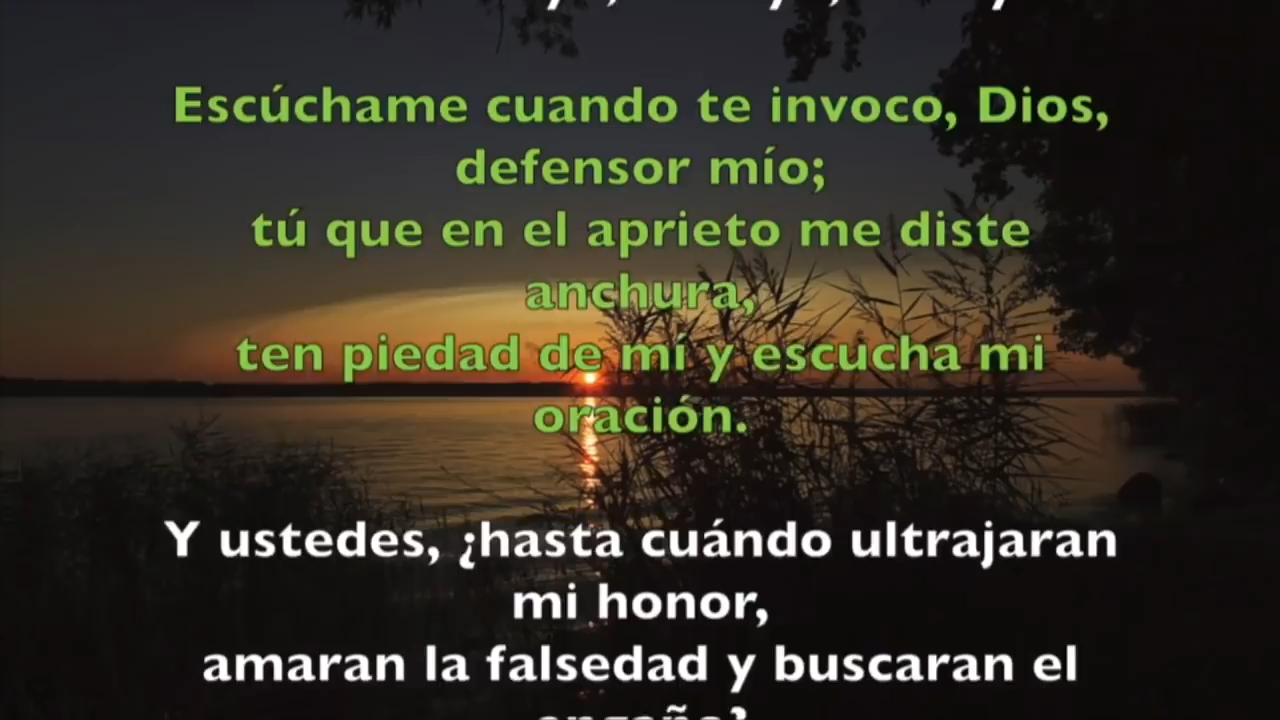 Escúchame cuando te invoco, Dios,
defensor mío;
tú que en el aprieto me diste
anchura,
ten piedad de mí y escucha mi
oración.
Y ustedes, ¿hasta cuándo ultrajaran
mi honor,
amaran la falsedad y buscaran el